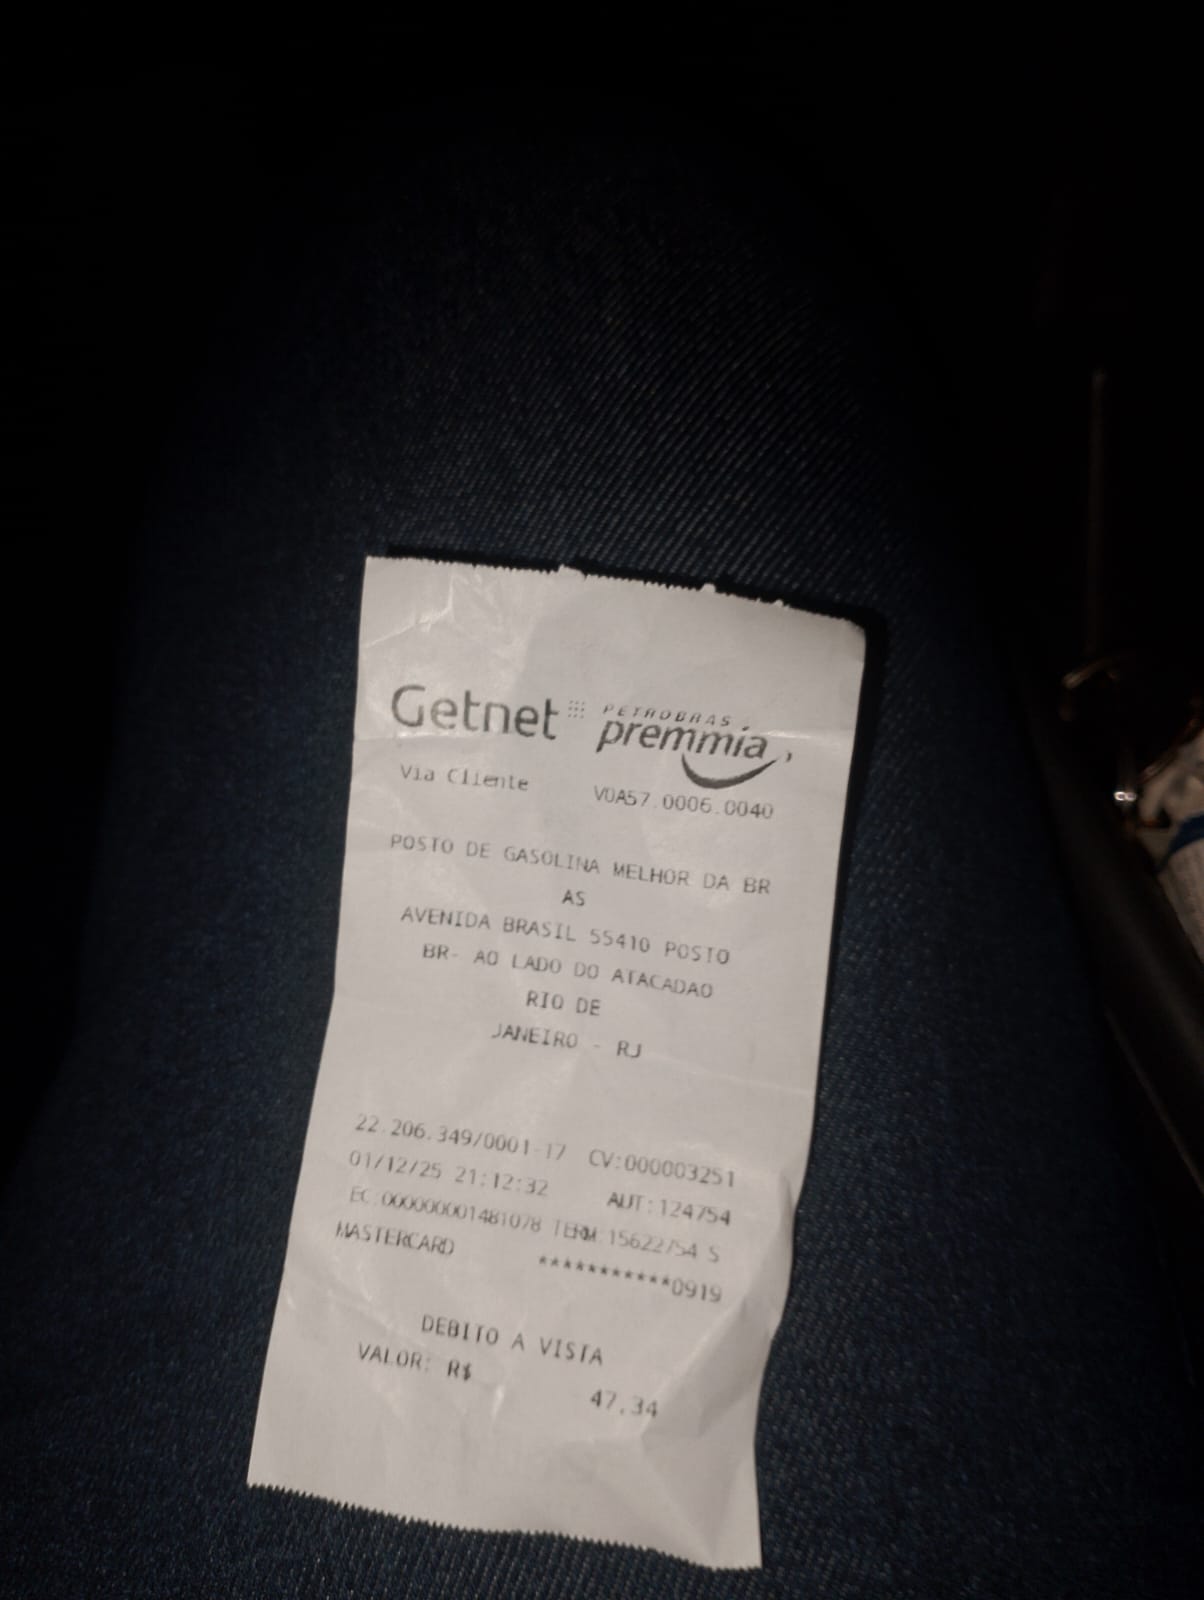 Getnet PETROBRAS premmia
Via Cliente V0A57.0006.0040
POSTO DE GASOLINA MELHOR DA BR
AS
AVENIDA BRASIL 55410 POSTO
BR- AO LADO DO ATACADAO
RIO DE
JANEIRO - RJ
22.206.349/0001-17 CV:000003251
01/12/25 21:12:32 AUT:124754
EC:000000001481078 TERM:15622754 S
MASTERCARD ***********0919
DEBITO A VISTA
VALOR: R$ 47,34